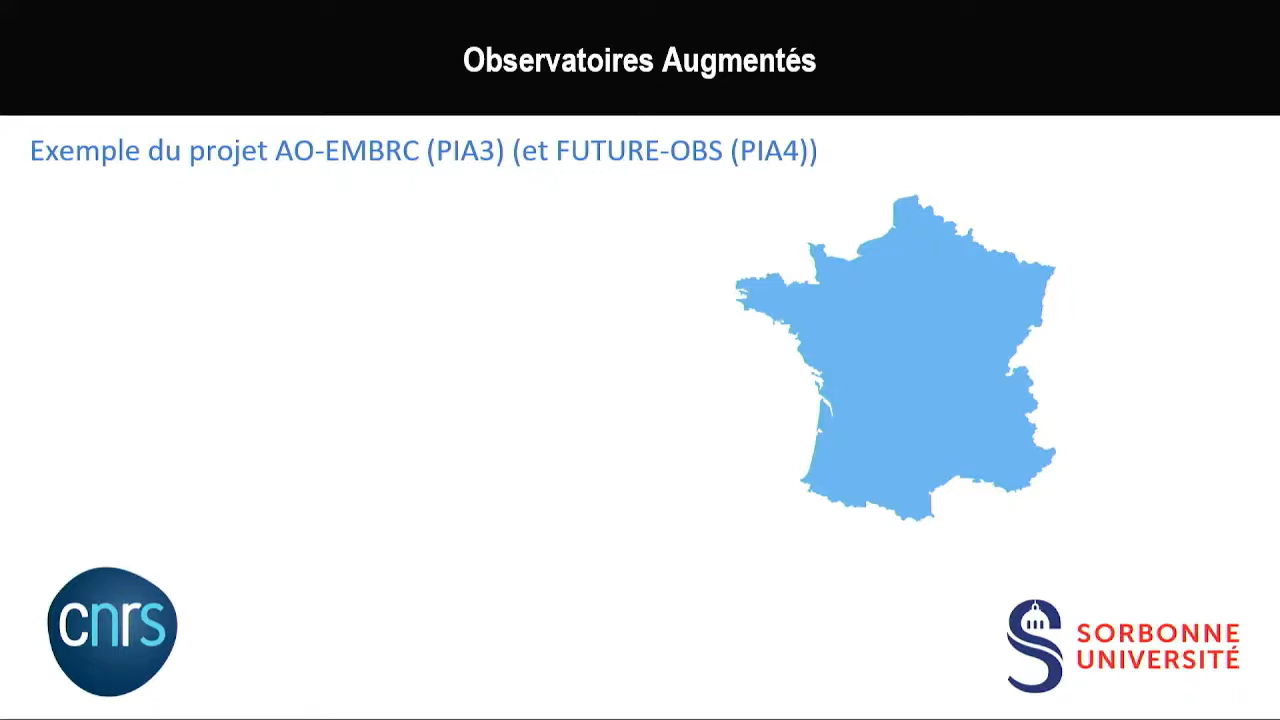 Observatoires Augmentés
Exemple du projet AO-EMBRC (PIA3) (et FUTURE-OBS (PIA4))
cnrs
SORBONNE
UNIVERSITÉ